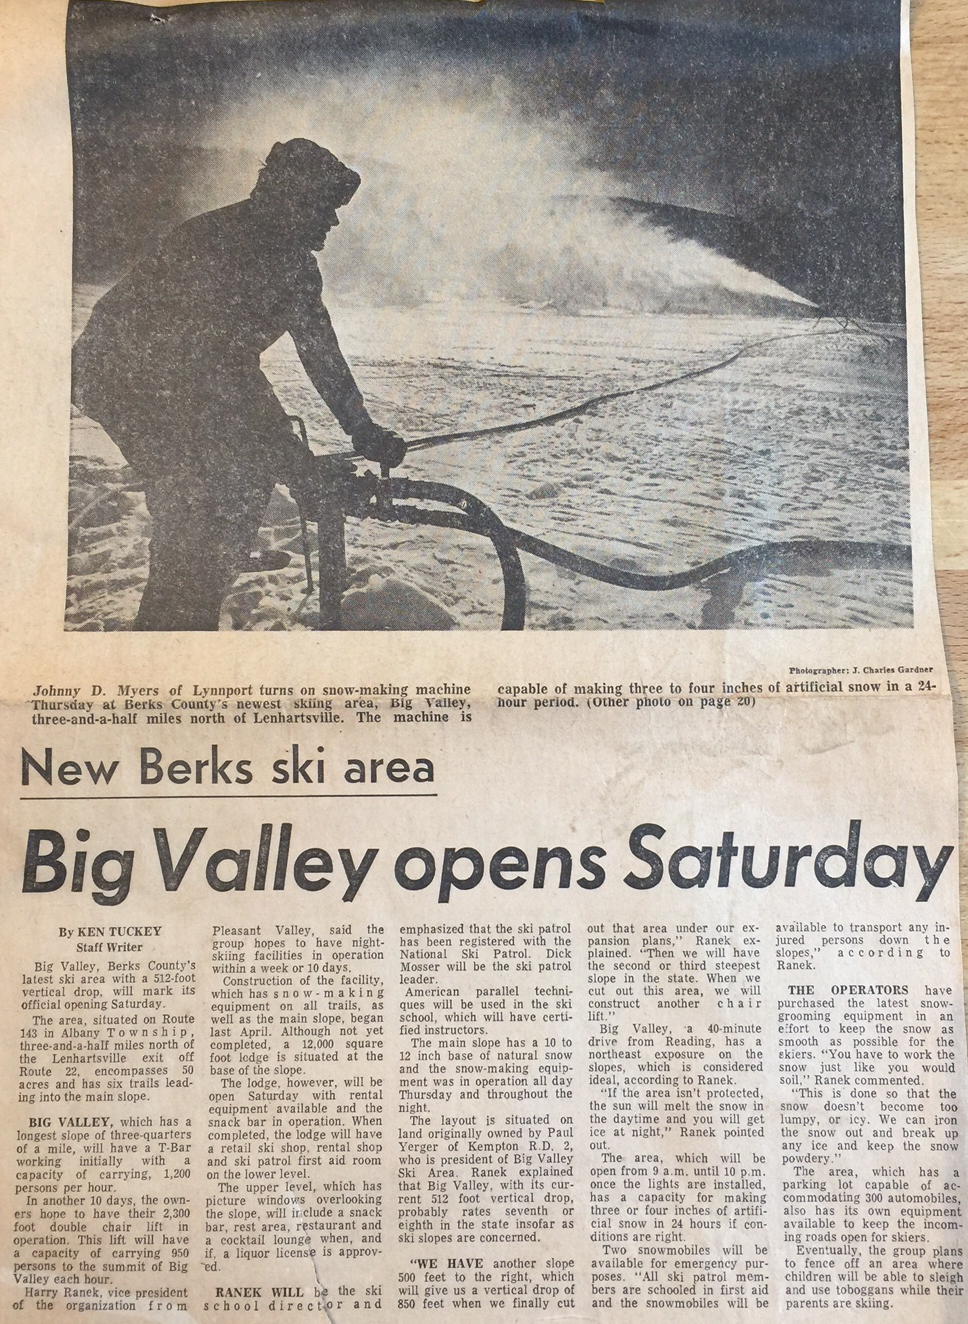 Photographer: J. Charles Gardner
Johnny D. Myers of Lynnport turns on snow-making machine
Thursday at Berks County's newest skiing area, Big Valley,
three-and-a-half miles north of Lenhartsville. The machine is
capable of making three to four inches of artificial snow in a 24-
hour period. (Other photo on page 20)
New Berks ski area
Big Valley opens Saturday
By KEN TUCKEY
Staff Writer
Big Valley, Berks County's
latest ski area with a 512-foot
vertical drop, will mark its
official opening Saturday.
The area, situated on Route
143 in Albany Township,
three-and-a-half miles north of
the Lenhartsville exit off
Route 22, encompasses 50
acres and has six trails lead-
ing into the main slope.
BIG VALLEY, which has a
longest slope of three-quarters
of a mile, will have a T-Bar
working initially with a
capacity of carrying, 1,200
persons per hour.
In another 10 days, the own-
ers hope to have their 2,300
foot double chair lift in
operation. This lift will have
a capacity of carrying 950
persons to the summit of Big
Valley each hour.
Harry Ranek, vice president
of the organization from
Pleasant Valley, said the
group hopes to have night-
skiing facilities in operation
within a week or 10 days.
Construction of the facility,
which has snow-making
equipment on all trails, as
well as the main slope, began
last April. Although not yet
completed, a 12,000 square
foot lodge is situated at the
base of the slope.
The lodge, however, will be
open Saturday with rental
equipment available and the
snack bar in operation. When
completed, the lodge will have
a retail ski shop, rental shop
and ski patrol first aid room
on the lower level.
The upper level, which has
picture windows overlooking
the slope, will include a snack
bar, rest area, restaurant and
a cocktail lounge when, and
if, a liquor license is approv-
ed.
RANEK WILL be the ski
school director and
emphasized that the ski patrol
has been registered with the
National Ski Patrol. Dick
Mosser will be the ski patrol
leader.
American parallel techni-
ques will be used in the ski
school, which will have certi-
fied instructors.
The main slope has a 10 to
12 inch base of natural snow
and the snow-making equip-
ment was in operation all day
Thursday and throughout the
night.
The layout is situated on
land originally owned by Paul
Yerger of Kempton R.D. 2,
who is president of Big Valley
Ski Area. Ranek explained
that Big Valley, with its cur-
rent 512 foot vertical drop,
probably rates seventh or
eighth in the state insofar as
ski slopes are concerned.
"WE HAVE another slope
500 feet to the right, which
will give us a vertical drop of
850 feet when we finally cut
out that area under our ex-
pansion plans," Ranek ex-
plained. "Then we will have
the second or third steepest
slope in the state. When we
cut out this area, we will
construct another chair
lift."
Big Valley, a 40-minute
drive from Reading, has a
northeast exposure on the
slopes, which is considered
ideal, according to Ranek.
"If the area isn't protected,
the sun will melt the snow in
the daytime and you will get
ice at night," Ranek pointed
out.
The area, which will be
open from 9 a.m. until 10 p.m.
once the lights are installed,
has a capacity for making
three or four inches of artifi-
cial snow in 24 hours if con-
ditions are right.
Two snowmobiles will be
available for emergency pur-
poses. "All ski patrol mem-
bers are schooled in first aid
and the snowmobiles will be
available to transport any in-
jured persons down the
slopes," according to
Ranek.
THE OPERATORS have
purchased the latest snow-
grooming equipment in an
effort to keep the snow as
smooth as possible for the
skiers. "You have to work the
snow just like you would
soil," Ranek commented.
"This is done so that the
snow doesn't become too
lumpy, or icy. We can iron
the snow out and break up
any ice and keep the snow
powdery."
The area, which has a
parking lot capable of ac-
commodating 300 automobiles,
also has its own equipment
available to keep the incom-
ing roads open for skiers.
Eventually, the group plans
to fence off an area where
children will be able to sleigh
and use toboggans while their
parents are skiing.